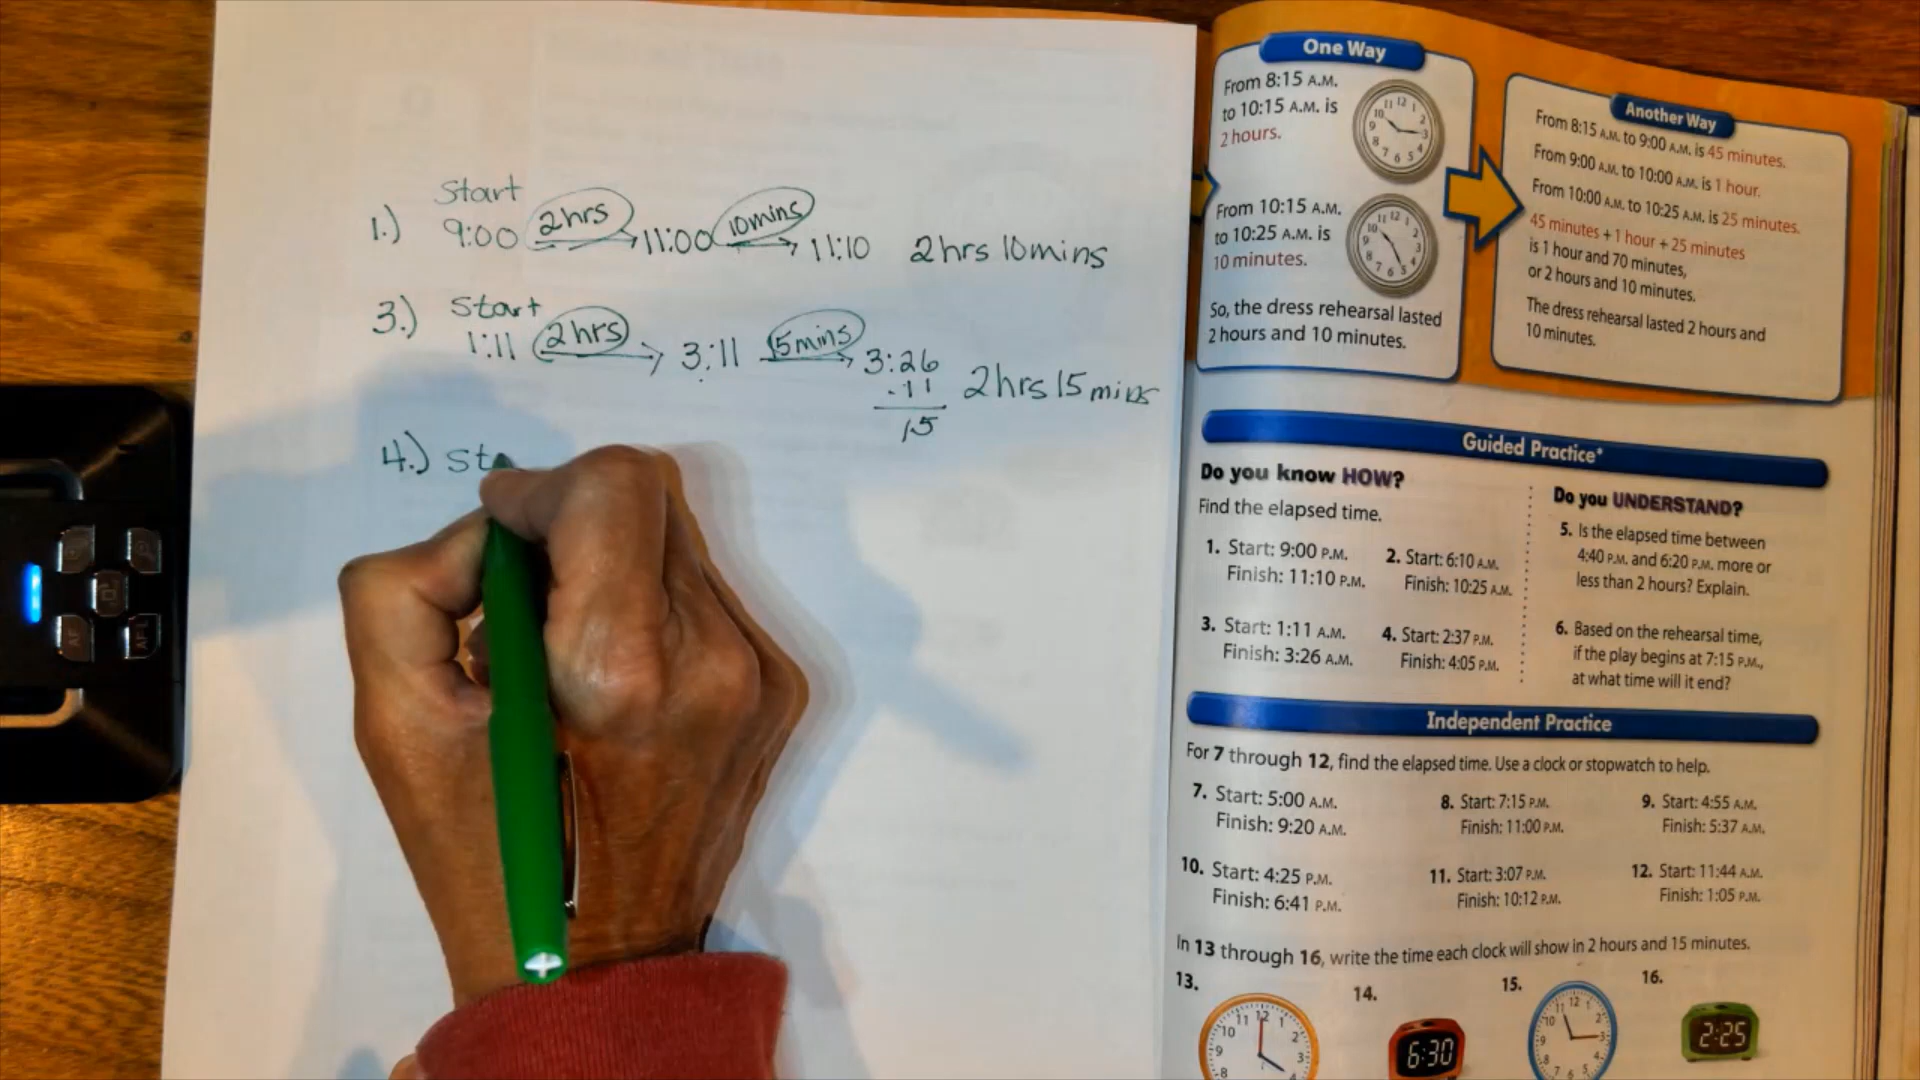 Start
1.) 9:00 2hrs 11:00 10mins 11:10 2hrs 10mins
3.) Start
1:11 2hrs 3:11 15mins 3:26
.11 2hrs 15 mins
15
4.) st
One Way
From 8:15 A.M.
to 10:15 A.M. is
2 hours.
From 10:15 A.M.
to 10:25 A.M. is
10 minutes.
So, the dress rehearsal lasted
2 hours and 10 minutes.
Another Way
From 8:15 A.M. to 9:00 A.M. is 45 minutes.
From 9:00 A.M. to 10:00 A.M. is 1 hour.
From 10:00 A.M. to 10:25 A.M. is 25 minutes.
45 minutes + 1 hour + 25 minutes
is 1 hour and 70 minutes,
or 2 hours and 10 minutes.
The dress rehearsal lasted 2 hours and
10 minutes.
Guided Practice*
Do you know HOW?
Find the elapsed time.
1. Start: 9:00 P.M.
Finish: 11:10 P.M.
2. Start: 6:10 A.M.
Finish: 10:25 A.M.
3. Start: 1:11 A.M.
Finish: 3:26 A.M.
4. Start: 2:37 P.M.
Finish: 4:05 P.M.
Do you UNDERSTAND?
5. Is the elapsed time between
4:40 P.M. and 6:20 P.M. more or
less than 2 hours? Explain.
6. Based on the rehearsal time,
if the play begins at 7:15 P.M.,
at what time will it end?
Independent Practice
For 7 through 12, find the elapsed time. Use a clock or stopwatch to help.
7. Start: 5:00 A.M.
Finish: 9:20 A.M.
8. Start: 7:15 P.M.
Finish: 11:00 P.M.
9. Start: 4:55 A.M.
Finish: 5:37 A.M.
10. Start: 4:25 P.M.
Finish: 6:41 P.M.
11. Start: 3:07 P.M.
Finish: 10:12 P.M.
12. Start: 11:44 A.M.
Finish: 1:05 P.M.
In 13 through 16, write the time each clock will show in 2 hours and 15 minutes.
13.
14.
15.
16.
6:30
2:25